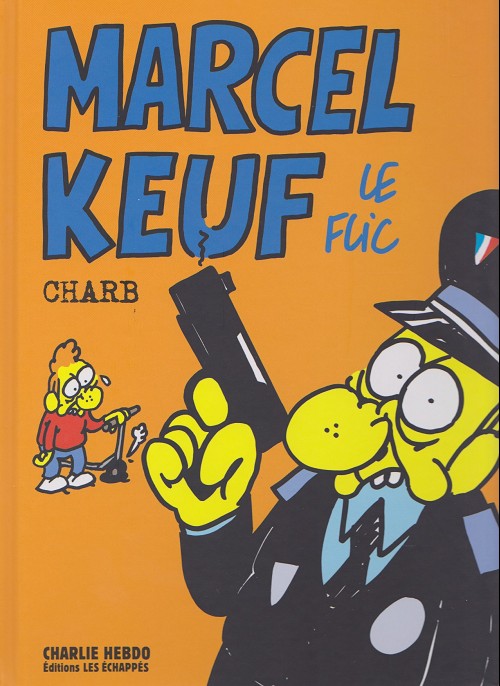 MARCEL
KEUF
LE
FLIC
CHARB
CHARLIE HEBDO
Éditions LES ÉCHAPPÉS